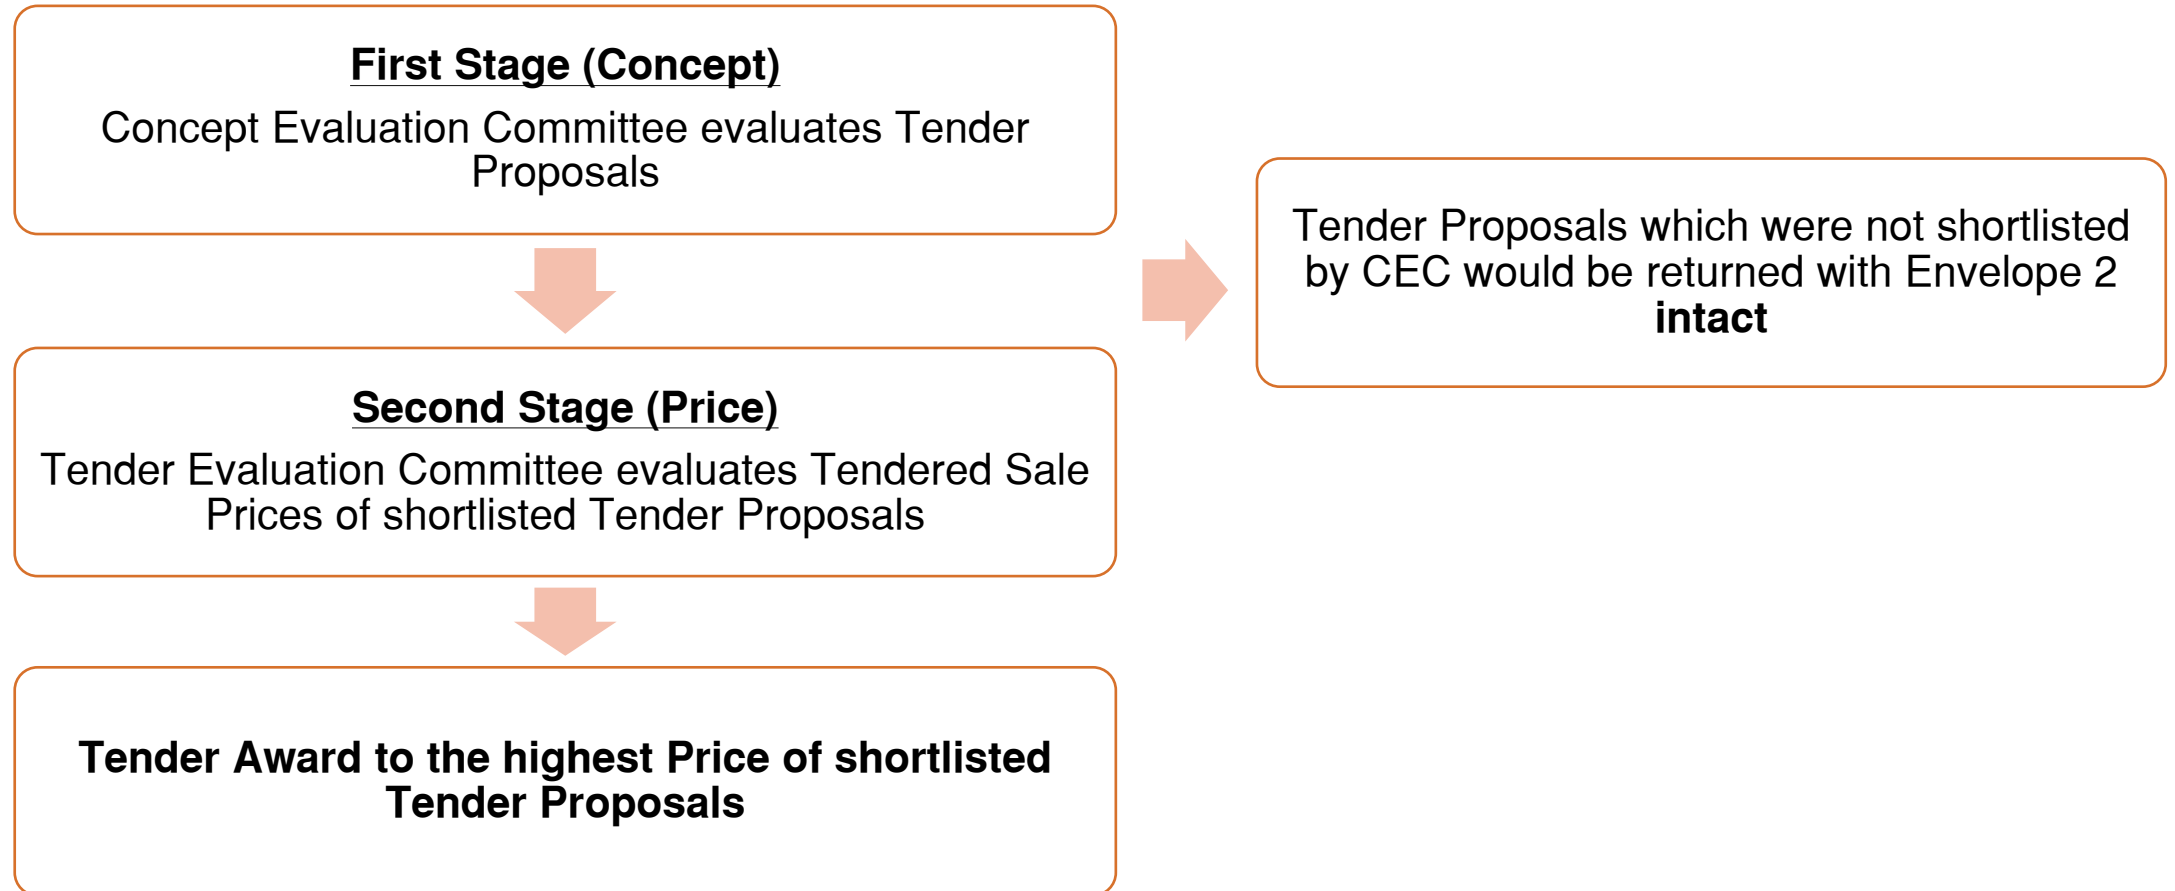 First Stage (Concept)
Concept Evaluation Committee evaluates Tender
Proposals
Tender Proposals which were not shortlisted
by CEC would be returned with Envelope 2
intact
Second Stage (Price)
Tender Evaluation Committee evaluates Tendered Sale
Prices of shortlisted Tender Proposals
Tender Award to the highest Price of shortlisted
Tender Proposals